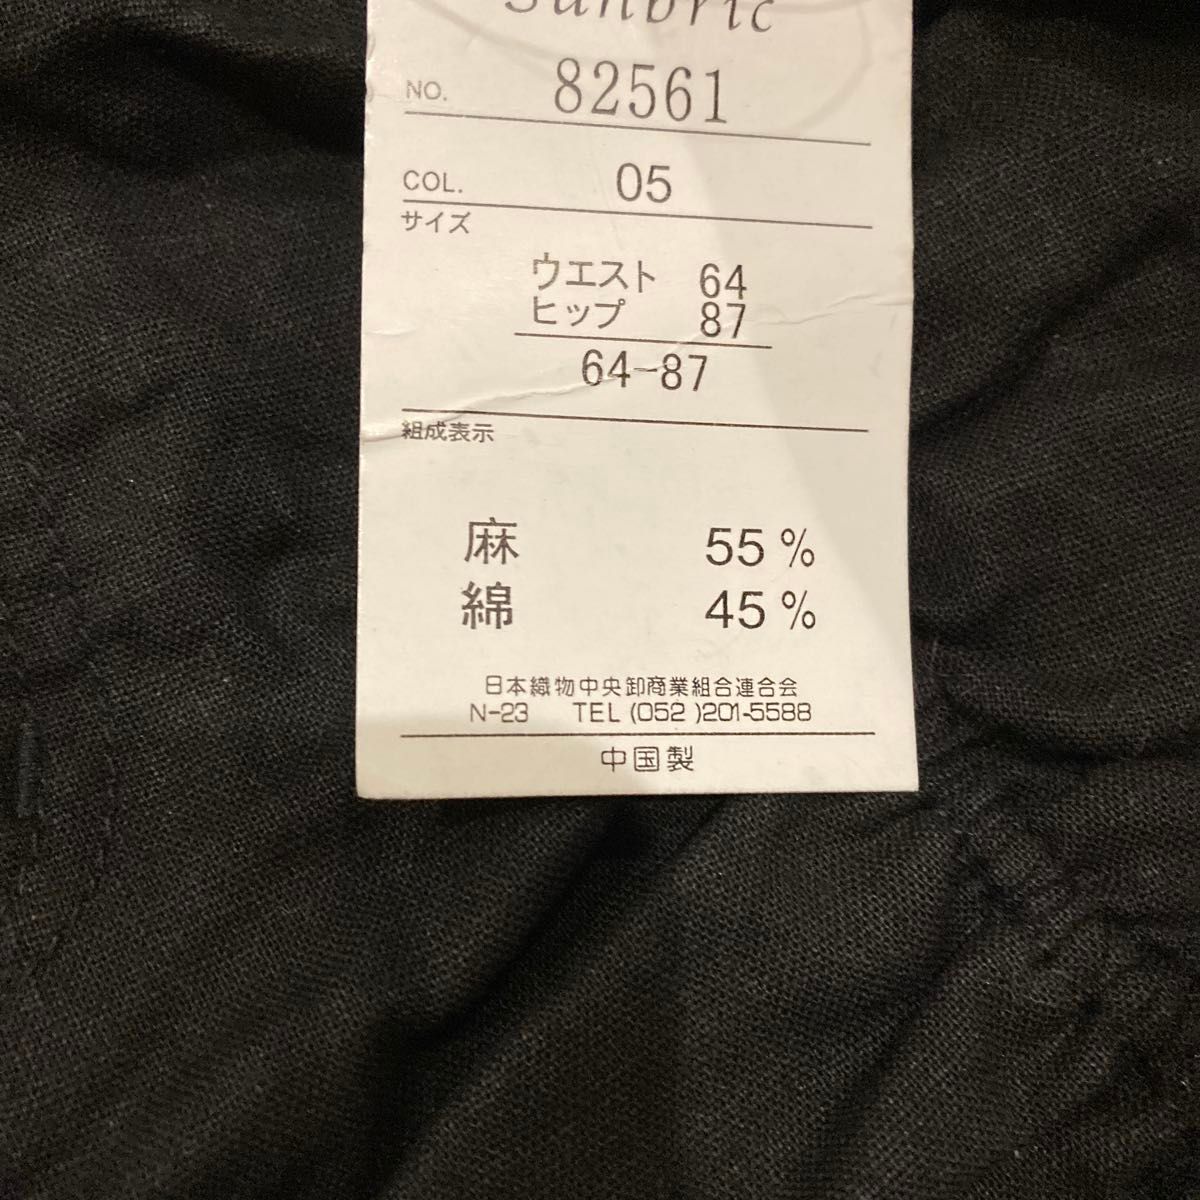 Sunbric
NO. 82561
COL. 05
サイズ
ウエスト 64
ヒップ 87
64-87
組成表示
麻 55%
綿 45%
日本織物中央卸商業組合連合会
N-23 TEL (052 )201-5588
中国製